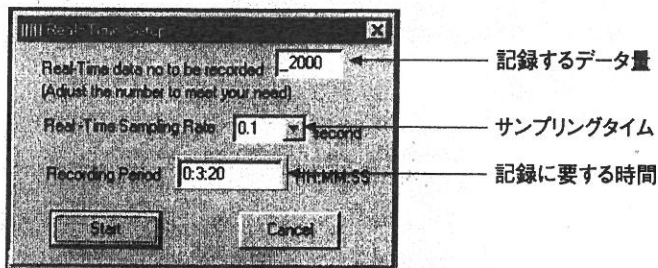 Real-Time Setup
Real-Time data no to be recorded _2000 記録するデータ量
(Adjust the number to meet your need)
Real-Time Sampling Rate 0.1 second サンプリングタイム
Recording Period 0:3:20 HH:MM:SS 記録に要する時間
Start Cancel